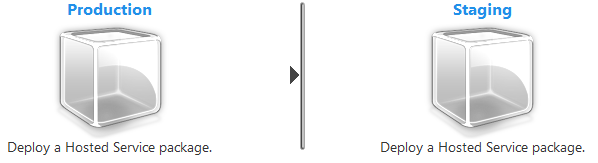 Production
Staging
Deploy a Hosted Service package.
Deploy a Hosted Service package.